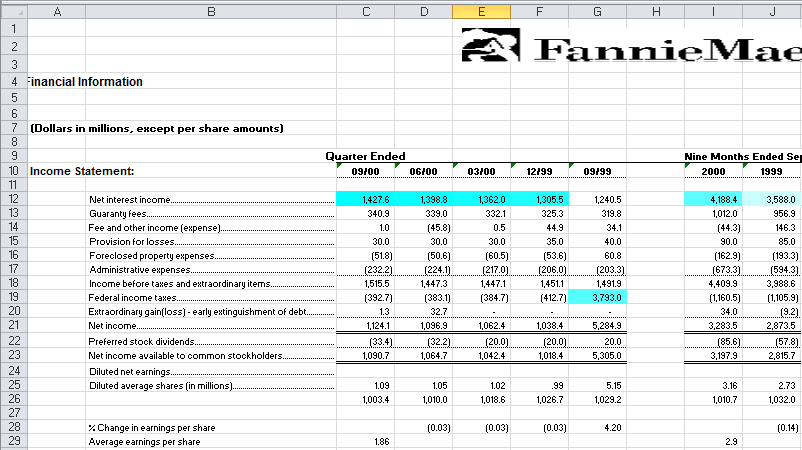 A B C D E F G H I J
1 FannieMae
2
3
4 Financial Information
5
6
7 (Dollars in millions, except per share amounts)
8
9 Quarter Ended Nine Months Ended Sep
10 Income Statement: 09/00 06/00 03/00 12/99 09/99 2000 1999
11
12 Net interest income 1,427.6 1,398.8 1,362.0 1,305.5 1,240.5 4,188.4 3,588.0
13 Guaranty fees 340.9 339.0 332.1 325.3 319.8 1,012.0 956.9
14 Fee and other income (expense) 1.0 (45.8) 0.5 44.9 34.1 (44.3) 146.3
15 Provision for losses 30.0 30.0 30.0 35.0 40.0 90.0 85.0
16 Foreclosed property expenses (51.8) (50.6) (60.5) (53.6) 60.8 (162.9) (193.3)
17 Administrative expenses (232.2) (224.1) (217.0) (206.0) (203.3) (673.3) (594.3)
18 Income before taxes and extraordinary items 1,515.5 1,447.3 1,447.1 1,451.1 1,491.9 4,409.9 3,988.6
19 Federal income taxes (392.7) (383.1) (384.7) (412.7) 3,793.0 (1,160.5) (1,105.9)
20 Extraordinary gain(loss) - early extinguishment of debt 1.3 32.7 - - - 34.0 (9.2)
21 Net income 1,124.1 1,096.9 1,062.4 1,038.4 5,284.9 3,283.5 2,873.5
22 Preferred stock dividends (33.4) (32.2) (20.0) (20.0) 20.0 (85.6) (57.8)
23 Net income available to common stockholders 1,090.7 1,064.7 1,042.4 1,018.4 5,305.0 3,197.9 2,815.7
24 Diluted net earnings
25 Diluted average shares (in millions) 1.09 1.05 1.02 .99 5.15 3.16 2.73
26 1,003.4 1,010.0 1,018.6 1,026.7 1,029.2 1,010.7 1,032.0
27
28 % Change in earnings per share (0.03) (0.03) (0.03) 4.20 (0.14)
29 Average earnings per share 1.86 2.9